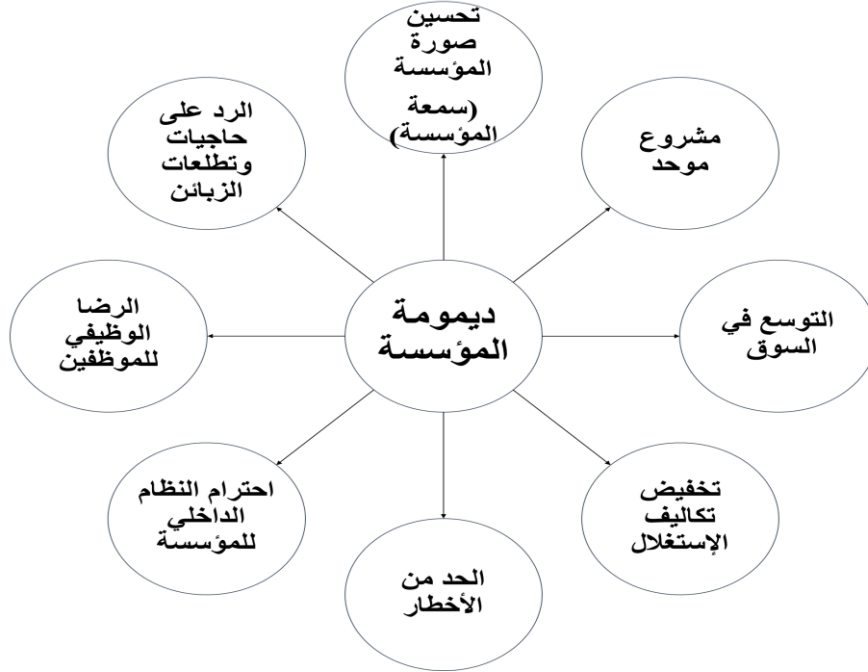 تحسين
صورة
المؤسسة
(سمعة
المؤسسة)
مشروع
موحد
التوسع في
السوق
تخفيض
تكاليف
الإستغلال
الحد من
الأخطار
احترام النظام
الداخلي
للمؤسسة
الرضا
الوظيفي
للموظفين
الرد على
حاجيات
وتطلعات
الزبائن
ديمومة
المؤسسة